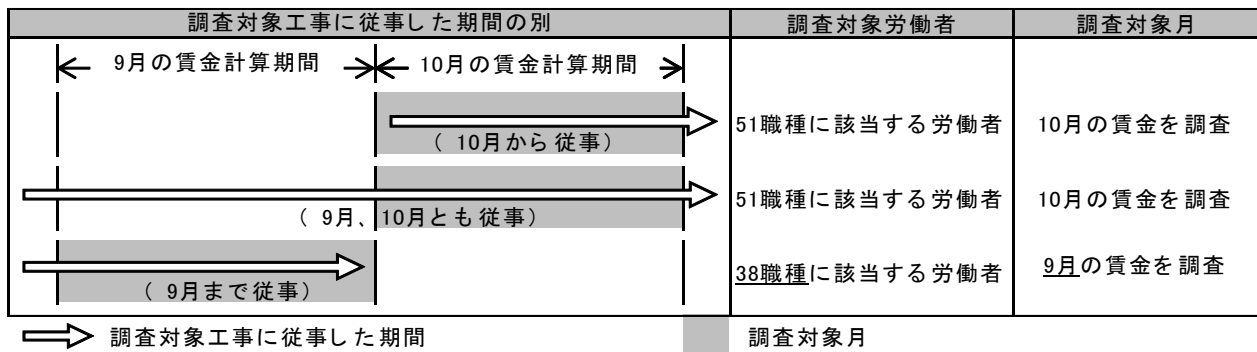 調査対象工事に従事した期間の別 調査対象労働者 調査対象月
9月の賃金計算期間 10月の賃金計算期間
51職種に該当する労働者 10月の賃金を調査
( 10月から従事)
51職種に該当する労働者 10月の賃金を調査
( 9月、10月とも従事)
38職種に該当する労働者 9月の賃金を調査
( 9月まで従事)
調査対象工事に従事した期間 調査対象月